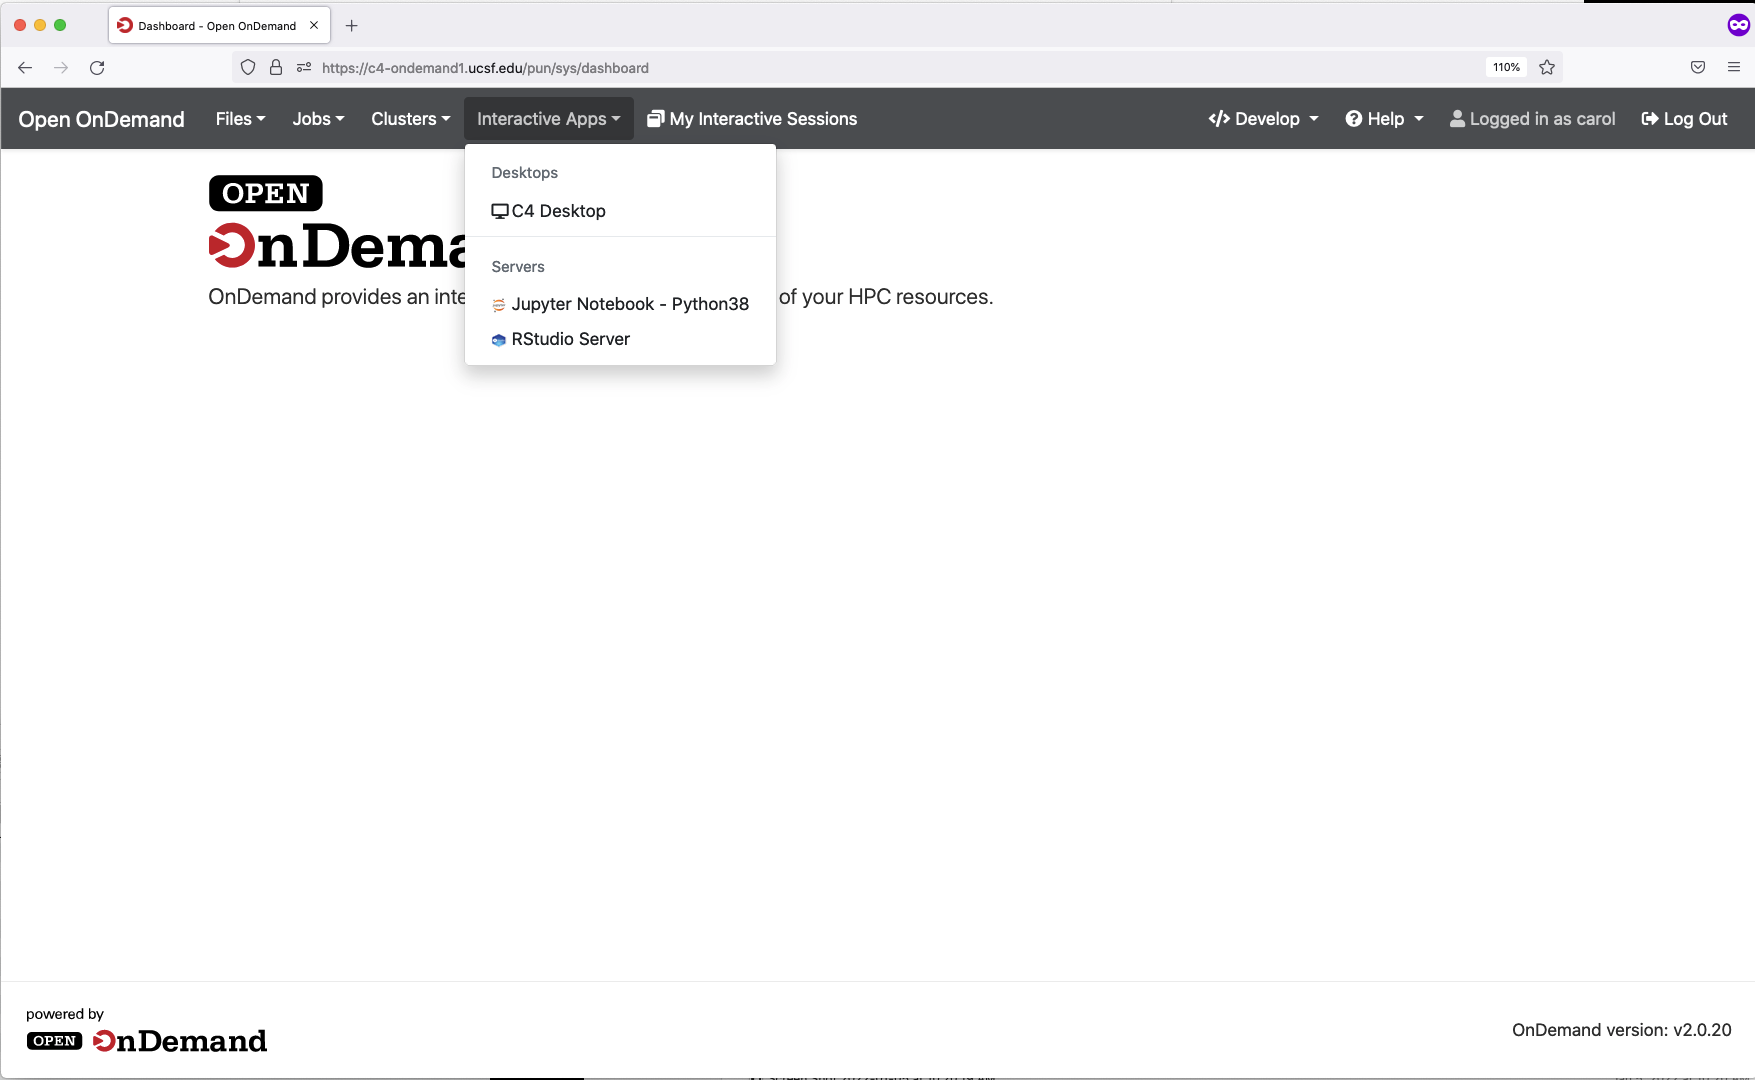 Dashboard - Open OnDemand
https://c4-ondemand1.ucsf.edu/pun/sys/dashboard
110%
Open OnDemand Files Jobs Clusters Interactive Apps My Interactive Sessions Develop Help Logged in as carol Log Out
Desktops
C4 Desktop
Servers
Jupyter Notebook - Python38
RStudio Server
OPEN
OnDema
OnDemand provides an inte of your HPC resources.
powered by
OPEN OnDemand
OnDemand version: v2.0.20